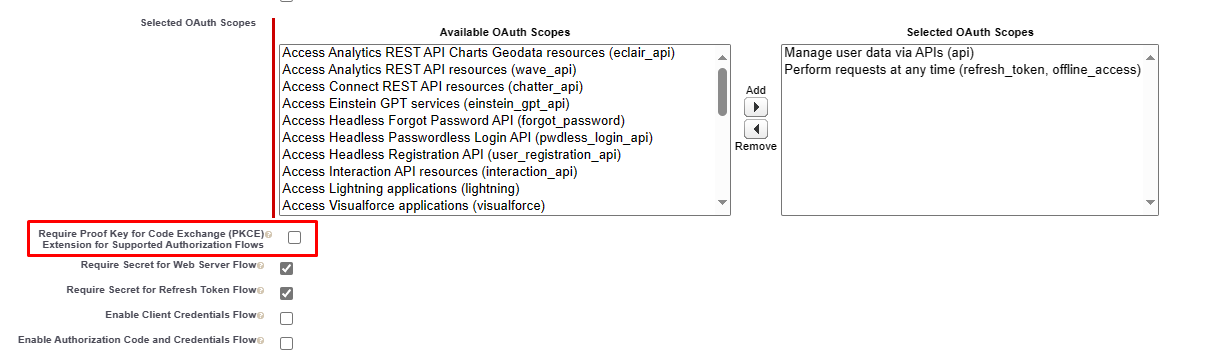 Selected OAuth Scopes
Available OAuth Scopes
Access Analytics REST API Charts Geodata resources (eclair_api)
Access Analytics REST API resources (wave_api)
Access Connect REST API resources (chatter_api)
Access Einstein GPT services (einstein_gpt_api)
Access Headless Forgot Password API (forgot_password)
Access Headless Passwordless Login API (pwdless_login_api)
Access Headless Registration API (user_registration_api)
Access Interaction API resources (interaction_api)
Access Lightning applications (lightning)
Access Visualforce applications (visualforce)
Add
Remove
Selected OAuth Scopes
Manage user data via APIs (api)
Perform requests at any time (refresh_token, offline_access)
Require Proof Key for Code Exchange (PKCE)
Extension for Supported Authorization Flows
Require Secret for Web Server Flow
Require Secret for Refresh Token Flow
Enable Client Credentials Flow
Enable Authorization Code and Credentials Flow